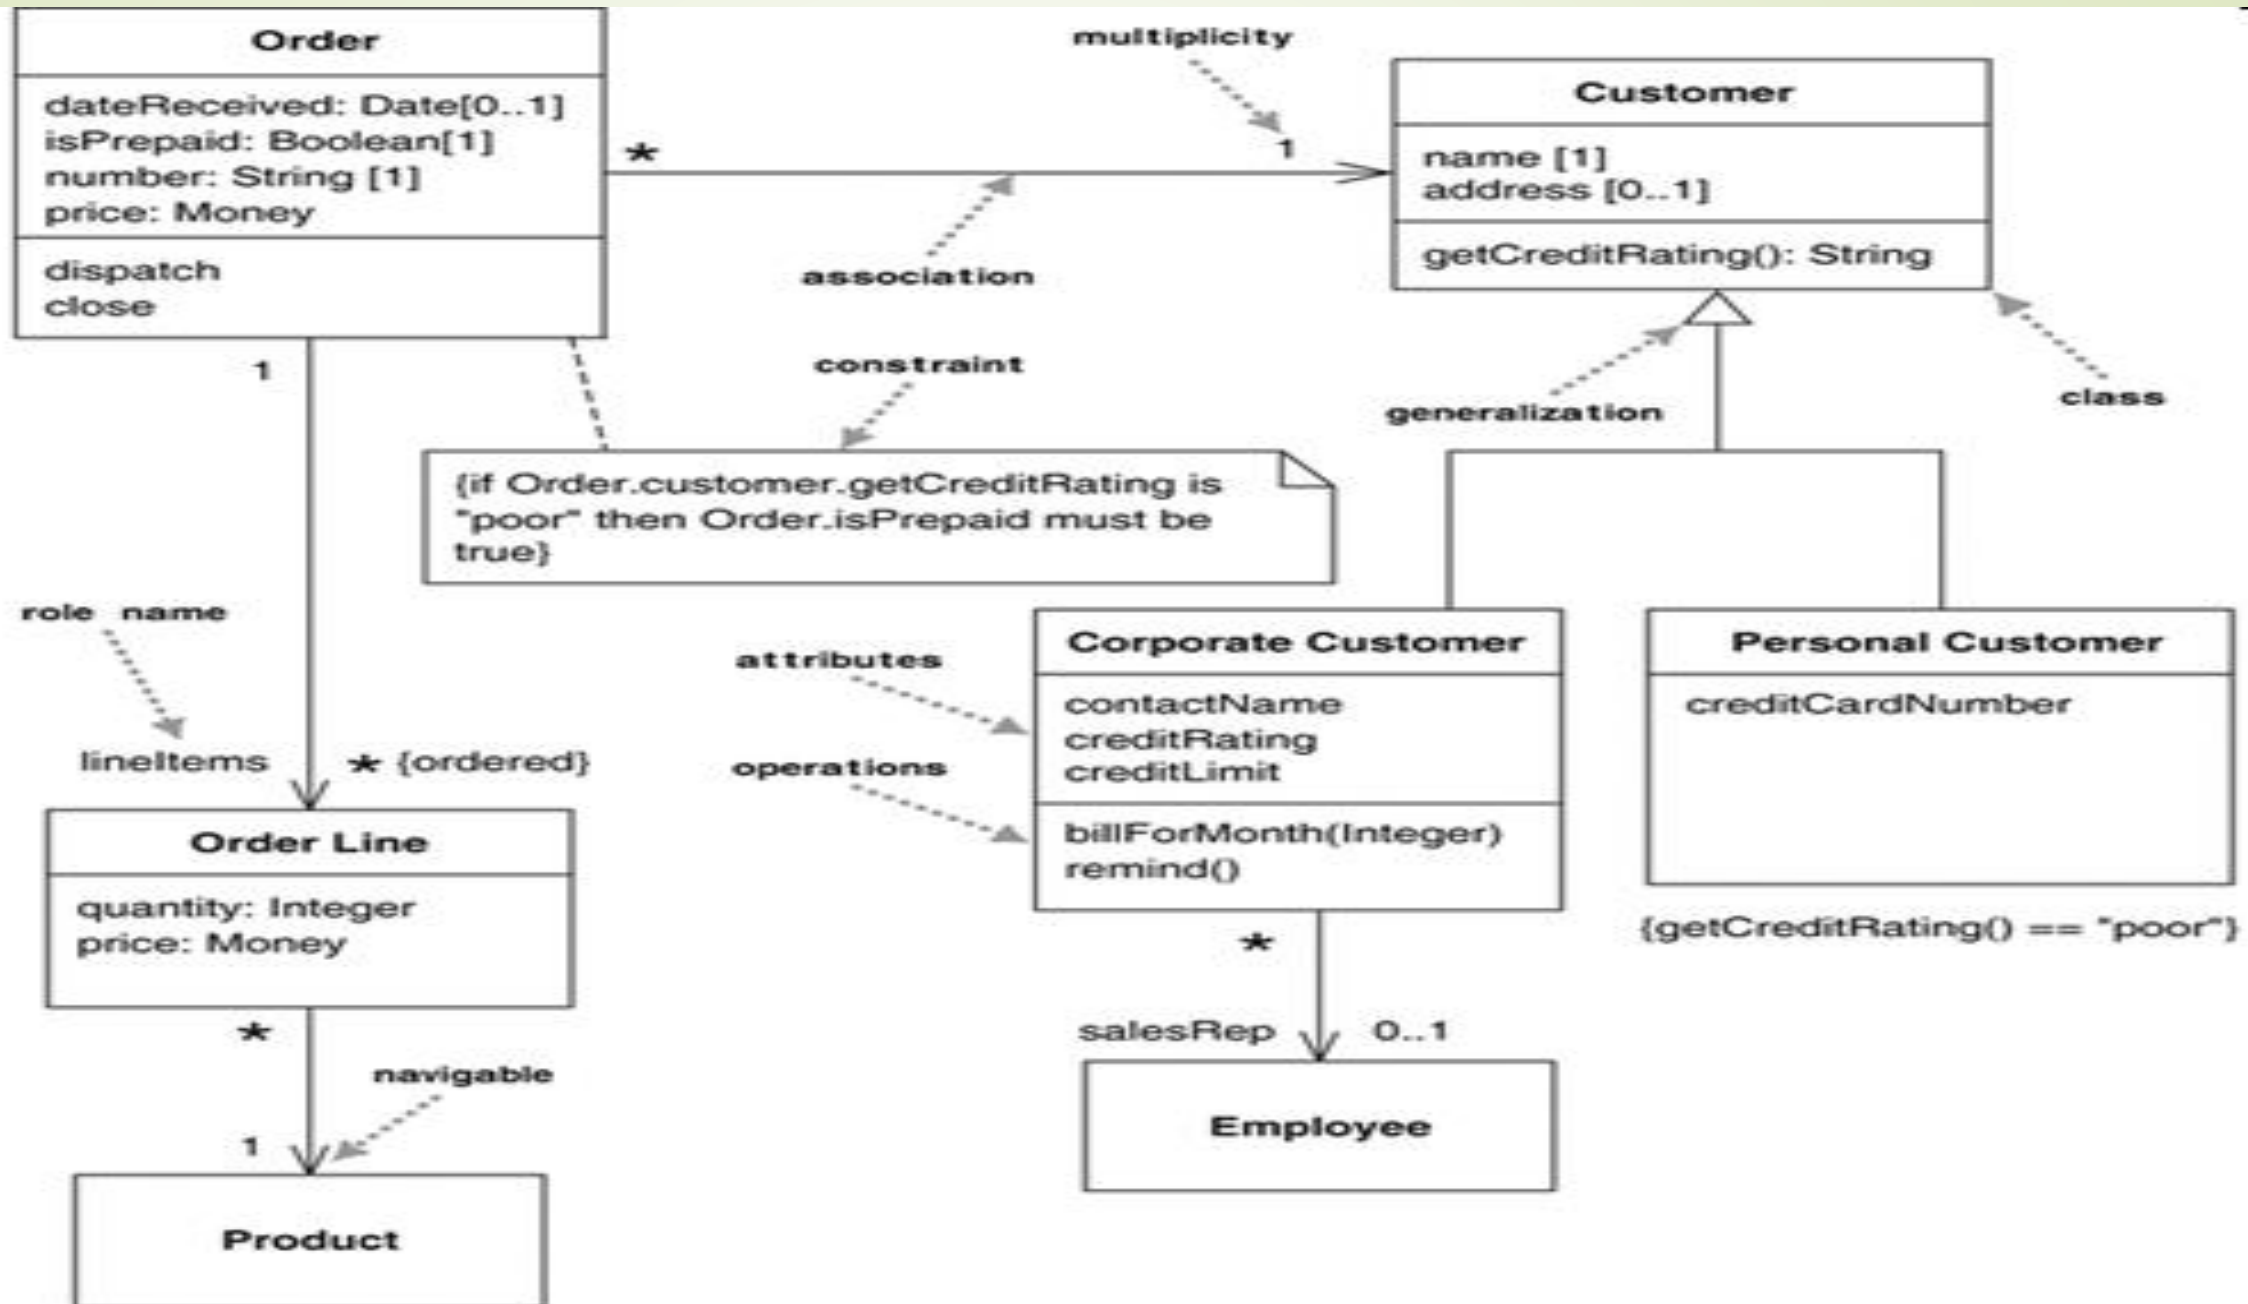 Order
dateReceived: Date[0..1]
isPrepaid: Boolean[1]
number: String [1]
price: Money
dispatch
close
multiplicity
*
1
association
Customer
name [1]
address [0..1]
getCreditRating(): String
generalization
class
constraint
{if Order.customer.getCreditRating is
"poor" then Order.isPrepaid must be
true}
1
role name
lineItems
* {ordered}
Order Line
quantity: Integer
price: Money
*
navigable
1
Product
attributes
operations
Corporate Customer
contactName
creditRating
creditLimit
billForMonth(Integer)
remind()
*
salesRep
0..1
Employee
Personal Customer
creditCardNumber
{getCreditRating() == "poor"}